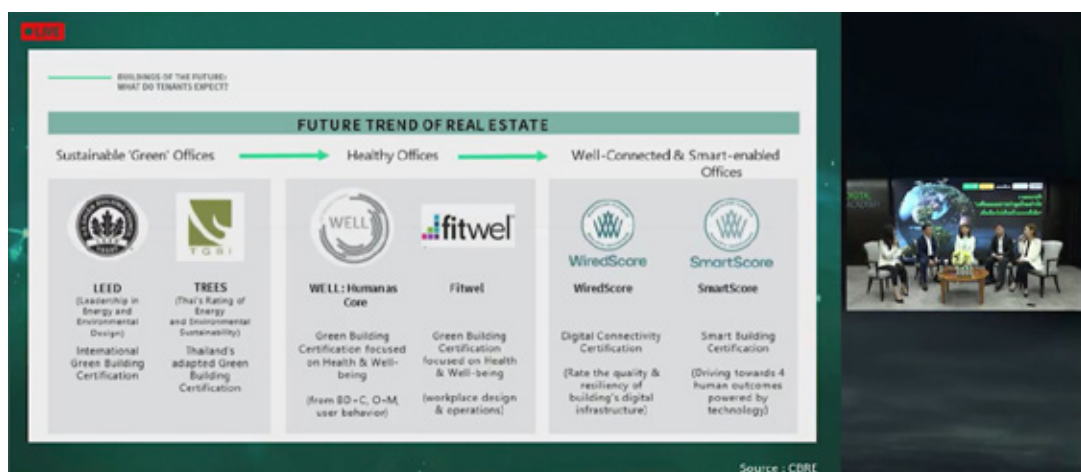 LIVE
BUILDINGS OF THE FUTURE:
WHAT DO TENANTS EXPECT?
FUTURE TREND OF REAL ESTATE
Sustainable 'Green' Offices
Healthy Offices
Well-Connected & Smart-enabled
Offices
LEED
TGBI
WELL
fitwel
WiredScore
SmartScore
LEED
(Leadership in
Energy and
Environmental
Design)
International
Green Building
Certification
TREES
(Thai's Rating of
Energy
and Environmental
Sustainability)
Thailand's
adapted Green
Building
Certification
WELL: Human as
Core
Green Building
Certification focused
on Health & Well-
being
(from BD+C, O+M,
user behavior)
Fitwel
Green Building
Certification
focused on Health
& Well-being
(workplace design
& operations)
WiredScore
Digital Connectivity
Certification
(Rate the quality &
resiliency of
building's digital
infrastructure)
SmartScore
Smart Building
Certification
(Driving towards 4
human outcomes
powered by
technology)
Source : CBRE